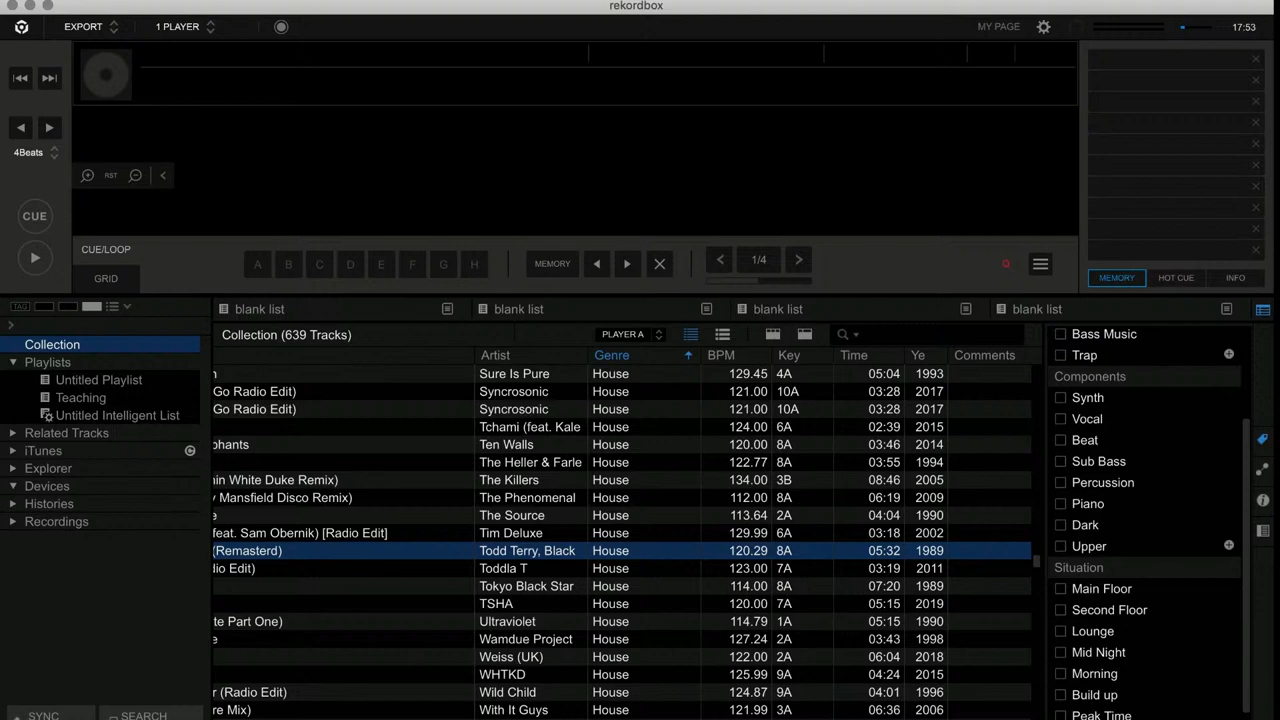 rekordbox
EXPORT 1 PLAYER MY PAGE 17:53
4Beats
RST
CUE
CUE/LOOP
GRID
A B C D E F G H MEMORY 1/4
MEMORY HOT CUE INFO
TAG
blank list blank list blank list blank list
Collection
Playlists
Untitled Playlist
Teaching
Untitled Intelligent List
Related Tracks
iTunes
Explorer
Devices
Histories
Recordings
SYNC SEARCH
Collection (639 Tracks) PLAYER A
Artist Genre BPM Key Time Ye Comments
Sure Is Pure House 129.45 4A 05:04 1993
Go Radio Edit) Syncrosonic House 121.00 10A 03:28 2017
Go Radio Edit) Syncrosonic House 121.00 10A 03:28 2017
Tchami (feat. Kale House 124.00 6A 02:39 2015
phants Ten Walls House 120.00 8A 03:46 2014
The Heller & Farle House 122.77 8A 03:55 1994
in White Duke Remix) The Killers House 134.00 3B 08:46 2005
Mansfield Disco Remix) The Phenomenal House 112.00 8A 06:19 2009
e The Source House 113.64 2A 04:04 1990
feat. Sam Obernik) [Radio Edit] Tim Deluxe House 129.99 6A 03:18 2002
(Remasterd) Todd Terry, Black House 120.29 8A 05:32 1989
dio Edit) Toddla T House 123.00 7A 03:19 2011
Tokyo Black Star House 114.00 8A 07:20 1989
TSHA House 120.00 7A 05:15 2019
te Part One) Ultraviolet House 114.79 1A 05:15 1990
e Wamdue Project House 127.24 2A 03:43 1998
Weiss (UK) House 122.00 2A 06:04 2018
WHTKD House 125.99 9A 04:24 2015
r (Radio Edit) Wild Child House 124.87 9A 04:01 1996
re Mix) With It Guys House 121.99 3A 06:36 2006
Bass Music
Trap
Components
Synth
Vocal
Beat
Sub Bass
Percussion
Piano
Dark
Upper
Situation
Main Floor
Second Floor
Lounge
Mid Night
Morning
Build up
Peak Time